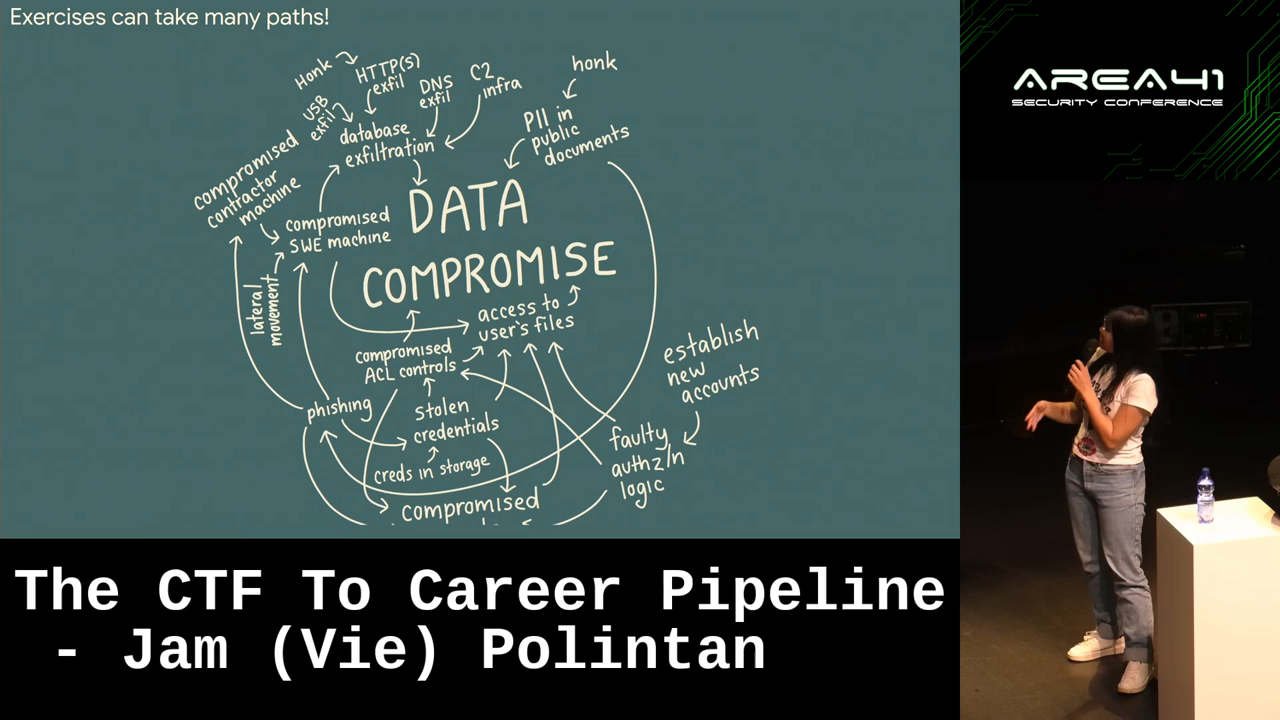 Exercises can take many paths!
Honk
HTTP(S)
exfil
USB
exfil
DNS
exfil
C2
infra
honk
PII in
public
documents
database
exfiltration
compromised
contractor
machine
compromised
SWE machine
lateral
movement
DATA
COMPROMISE
access to
user's files
compromised
ACL controls
phishing
stolen
credentials
creds in storage
compromised
establish
new
accounts
faulty
authz/n
logic
AREA41
SECURITY CONFERENCE
The CTF To Career Pipeline
- Jam (Vie) Polintan